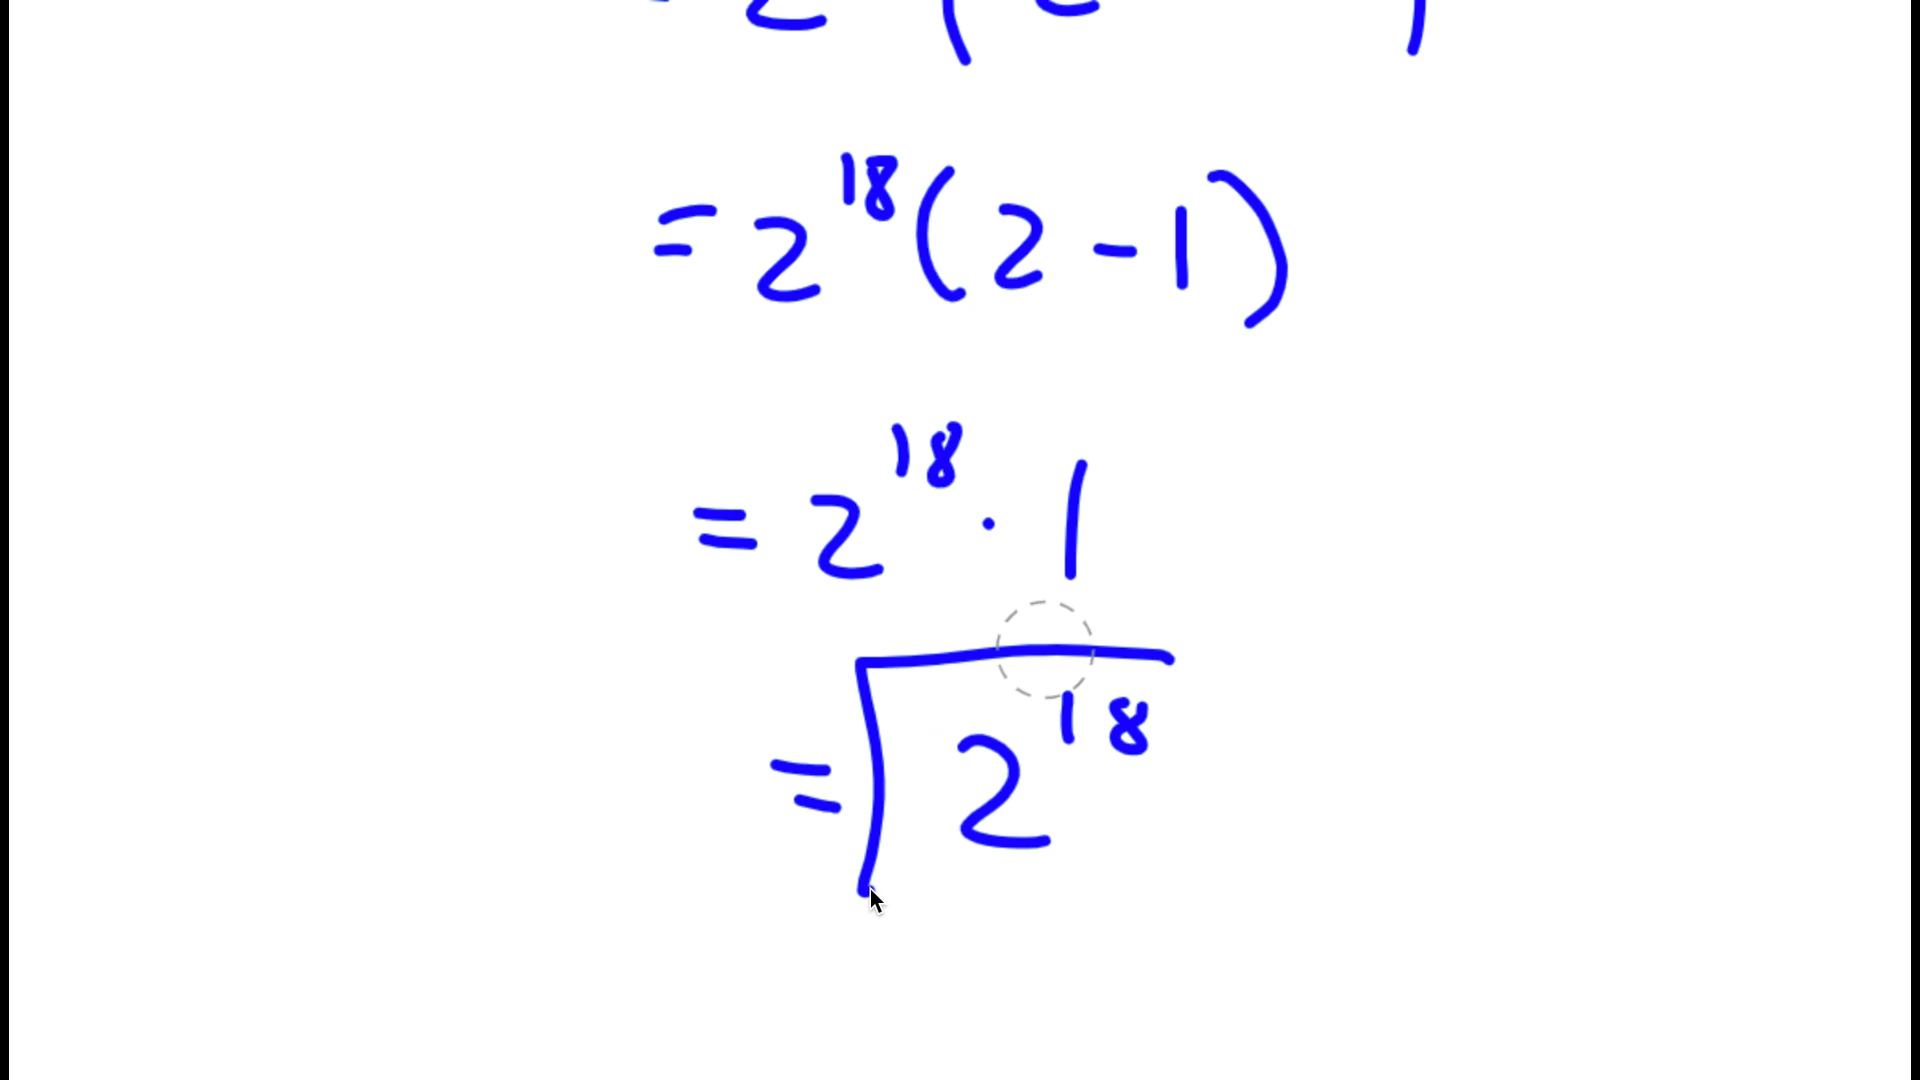 = 2^18 (2 - 1)
= 2^18 · 1
= 2^18